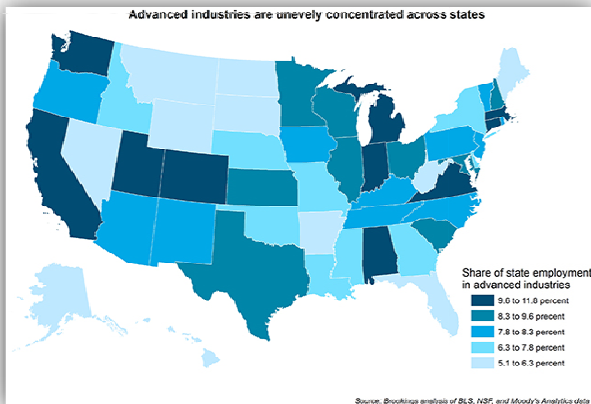 Advanced industries are unevely concentrated across states
Share of state employment
in advanced industries
9.6 to 11.8 percent
8.3 to 9.6 percent
7.8 to 8.3 percent
6.3 to 7.8 percent
5.1 to 6.3 percent
Source: Brookings analysis of BLS, NSF, and Moody's Analytics data